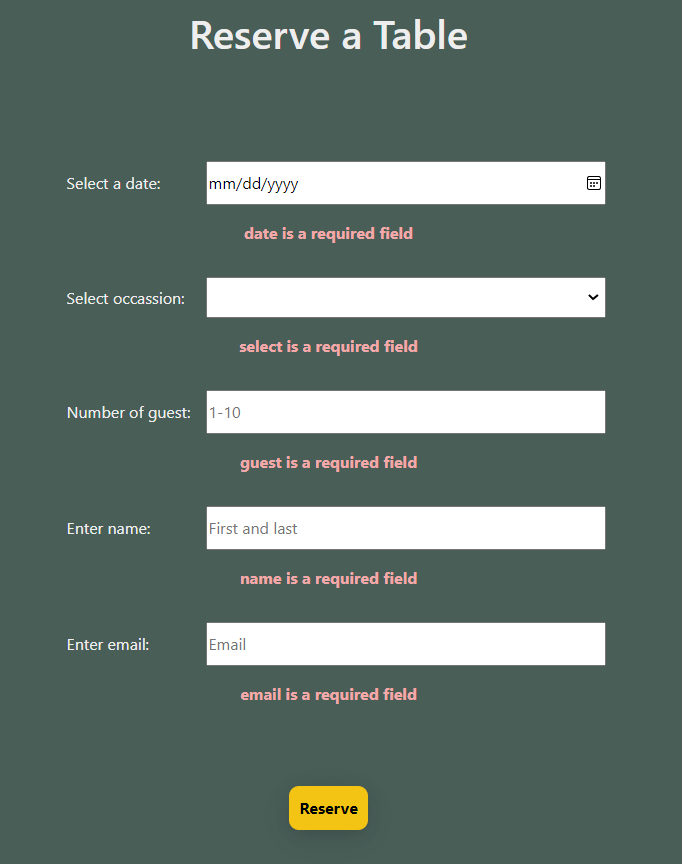 Reserve a Table
Select a date: mm/dd/yyyy
date is a required field
Select occassion:
select is a required field
Number of guest: 1-10
guest is a required field
Enter name: First and last
name is a required field
Enter email: Email
email is a required field
Reserve